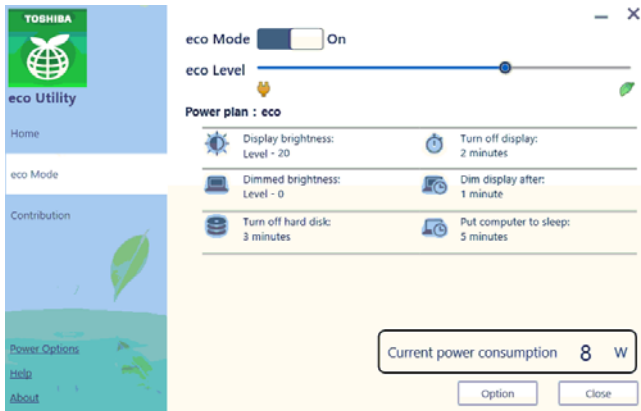 TOSHIBA
eco Utility
Home
eco Mode
Contribution
Power Options
Help
About
eco Mode On
eco Level
Power plan : eco
Display brightness:
Level - 20
Turn off display:
2 minutes
Dimmed brightness:
Level - 0
Dim display after:
1 minute
Turn off hard disk:
3 minutes
Put computer to sleep:
5 minutes
Current power consumption 8 W
Option Close